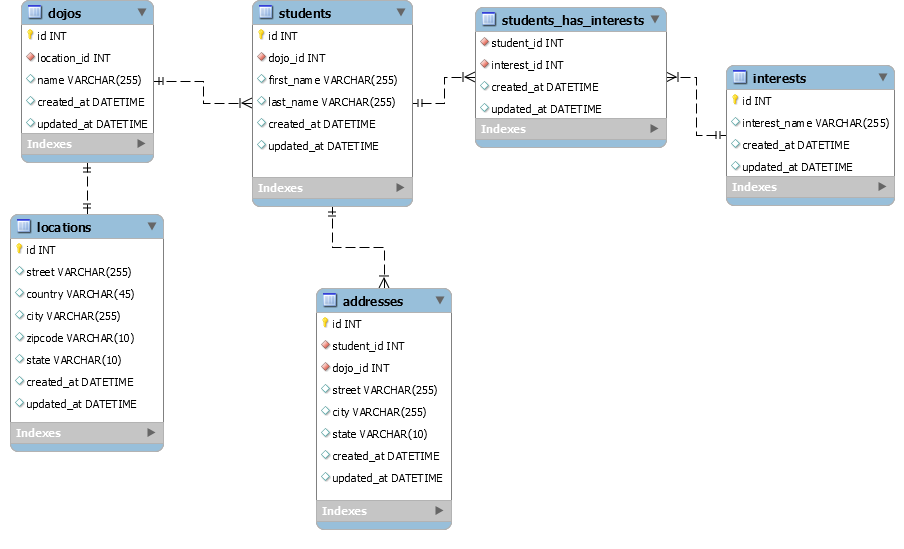 dojos
id INT
location_id INT
name VARCHAR(255)
created_at DATETIME
updated_at DATETIME
Indexes
students
id INT
dojo_id INT
first_name VARCHAR(255)
last_name VARCHAR(255)
created_at DATETIME
updated_at DATETIME
Indexes
students_has_interests
student_id INT
interest_id INT
created_at DATETIME
updated_at DATETIME
Indexes
interests
id INT
interest_name VARCHAR(255)
created_at DATETIME
updated_at DATETIME
Indexes
locations
id INT
street VARCHAR(255)
country VARCHAR(45)
city VARCHAR(255)
zipcode VARCHAR(10)
state VARCHAR(10)
created_at DATETIME
updated_at DATETIME
Indexes
addresses
id INT
student_id INT
dojo_id INT
street VARCHAR(255)
city VARCHAR(255)
state VARCHAR(10)
created_at DATETIME
updated_at DATETIME
Indexes